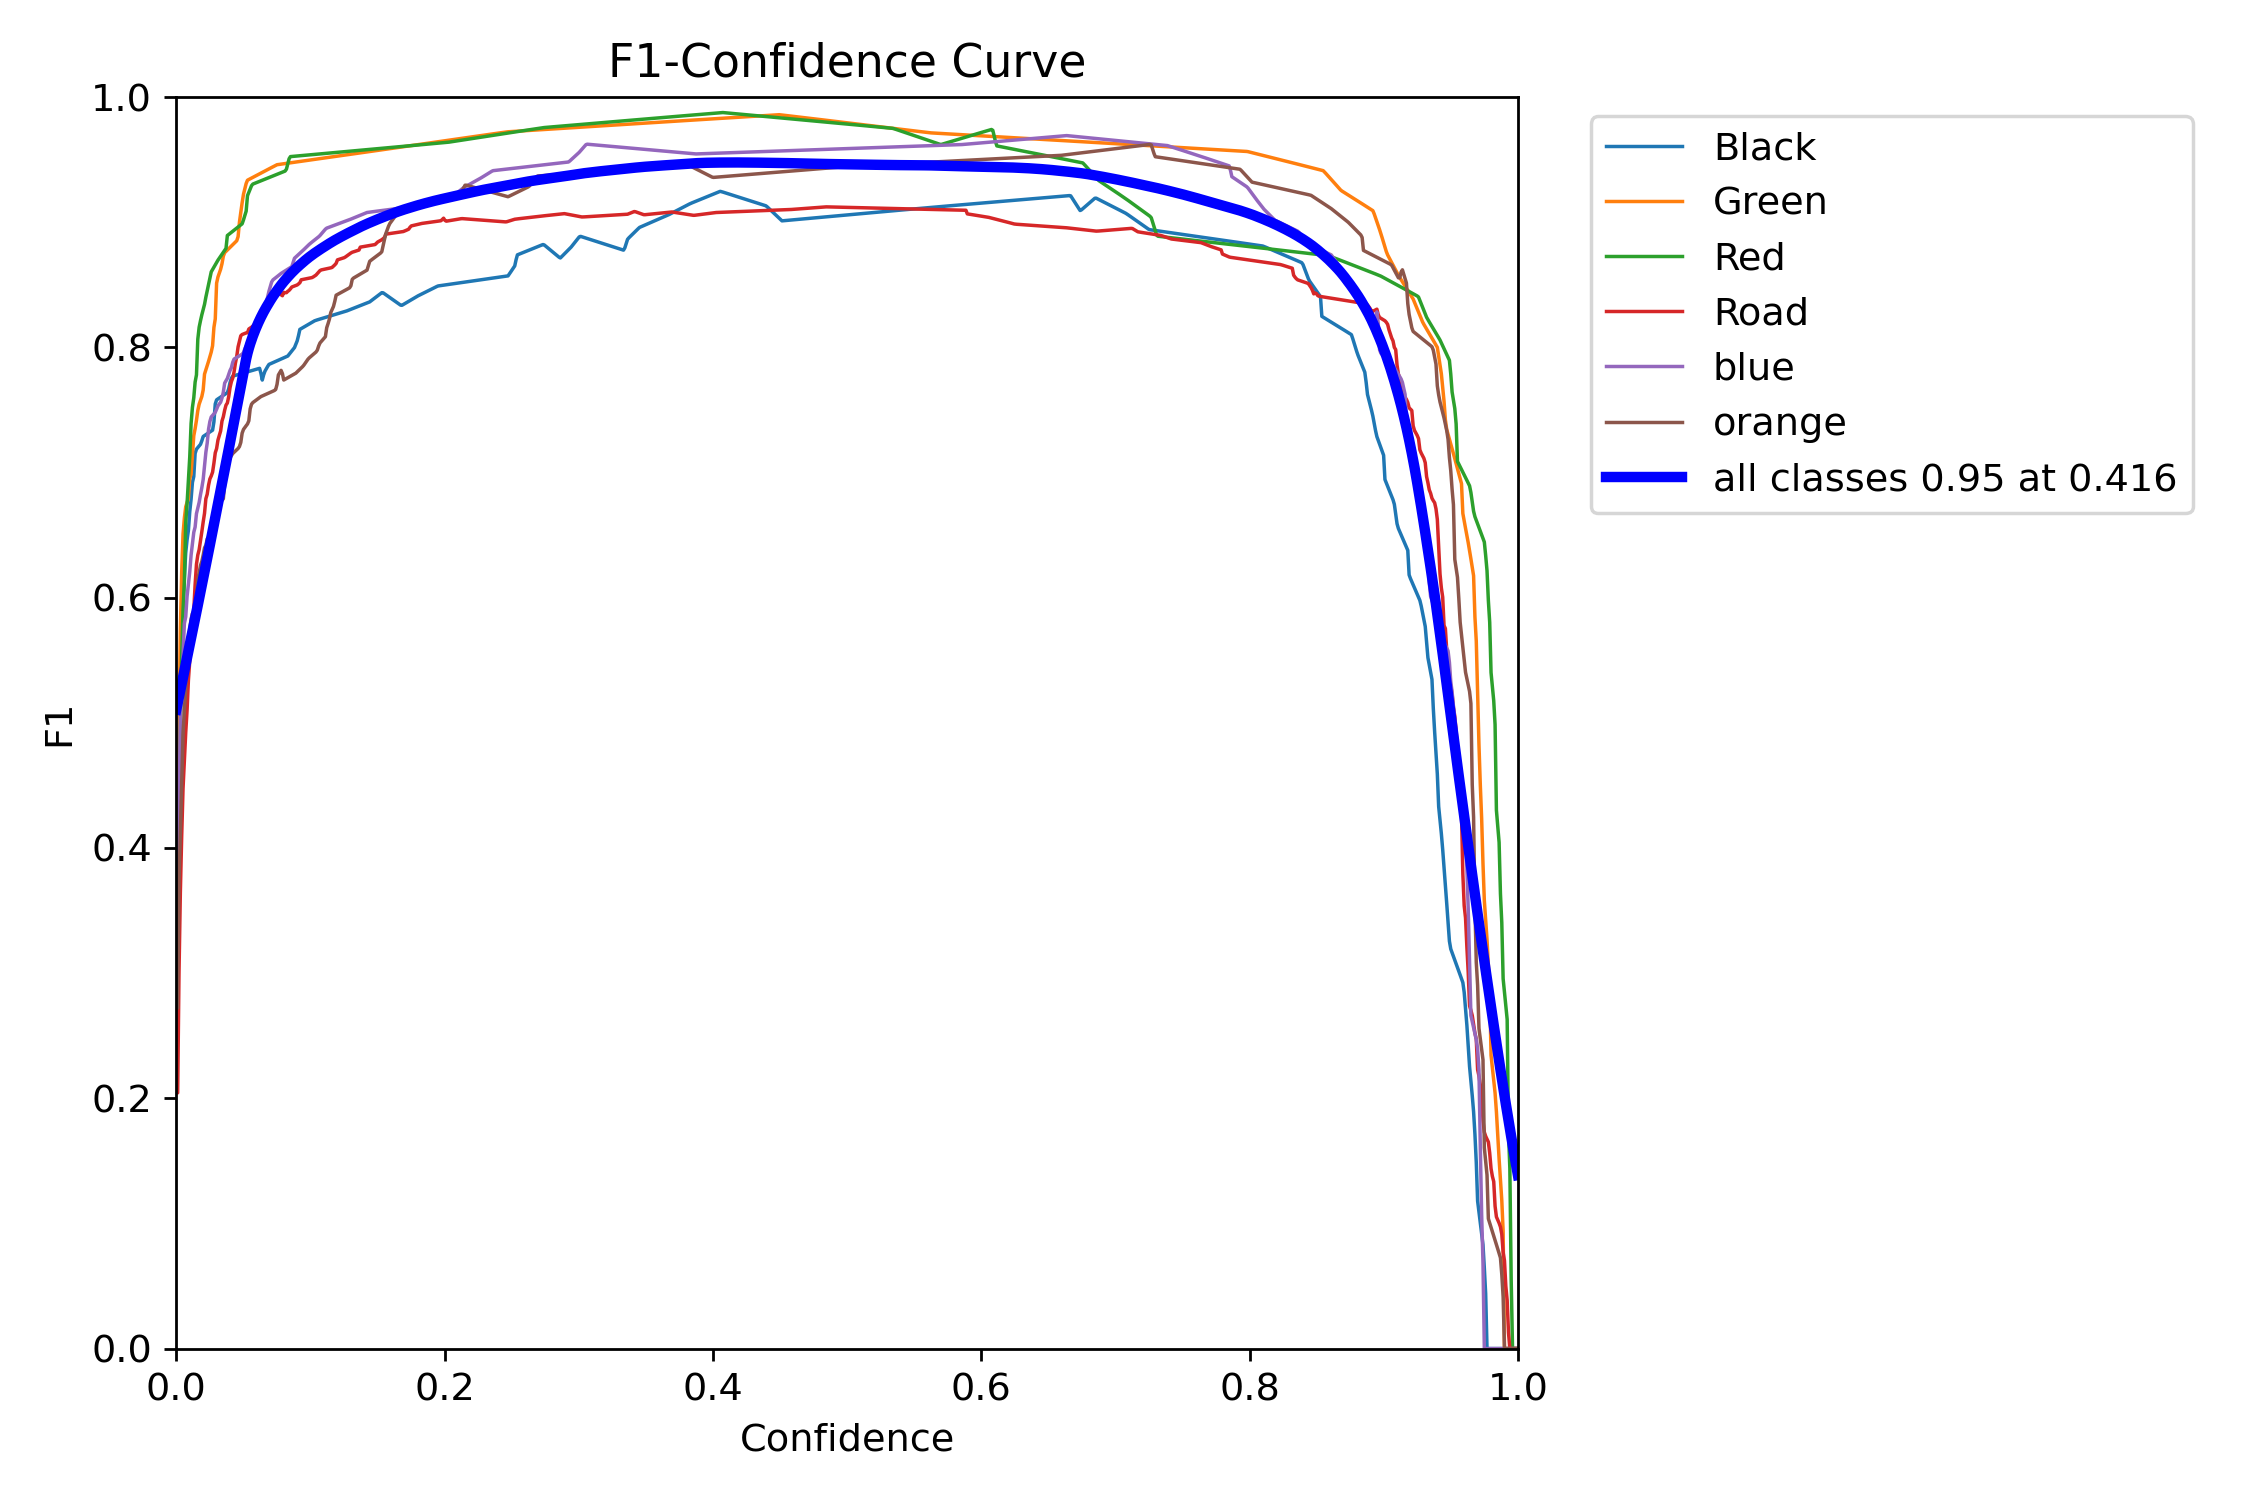 F1-Confidence Curve
1.0
0.8
0.6
0.4
0.2
0.0
F1
0.0 0.2 0.4 0.6 0.8 1.0
Confidence
Black
Green
Red
Road
blue
orange
all classes 0.95 at 0.416